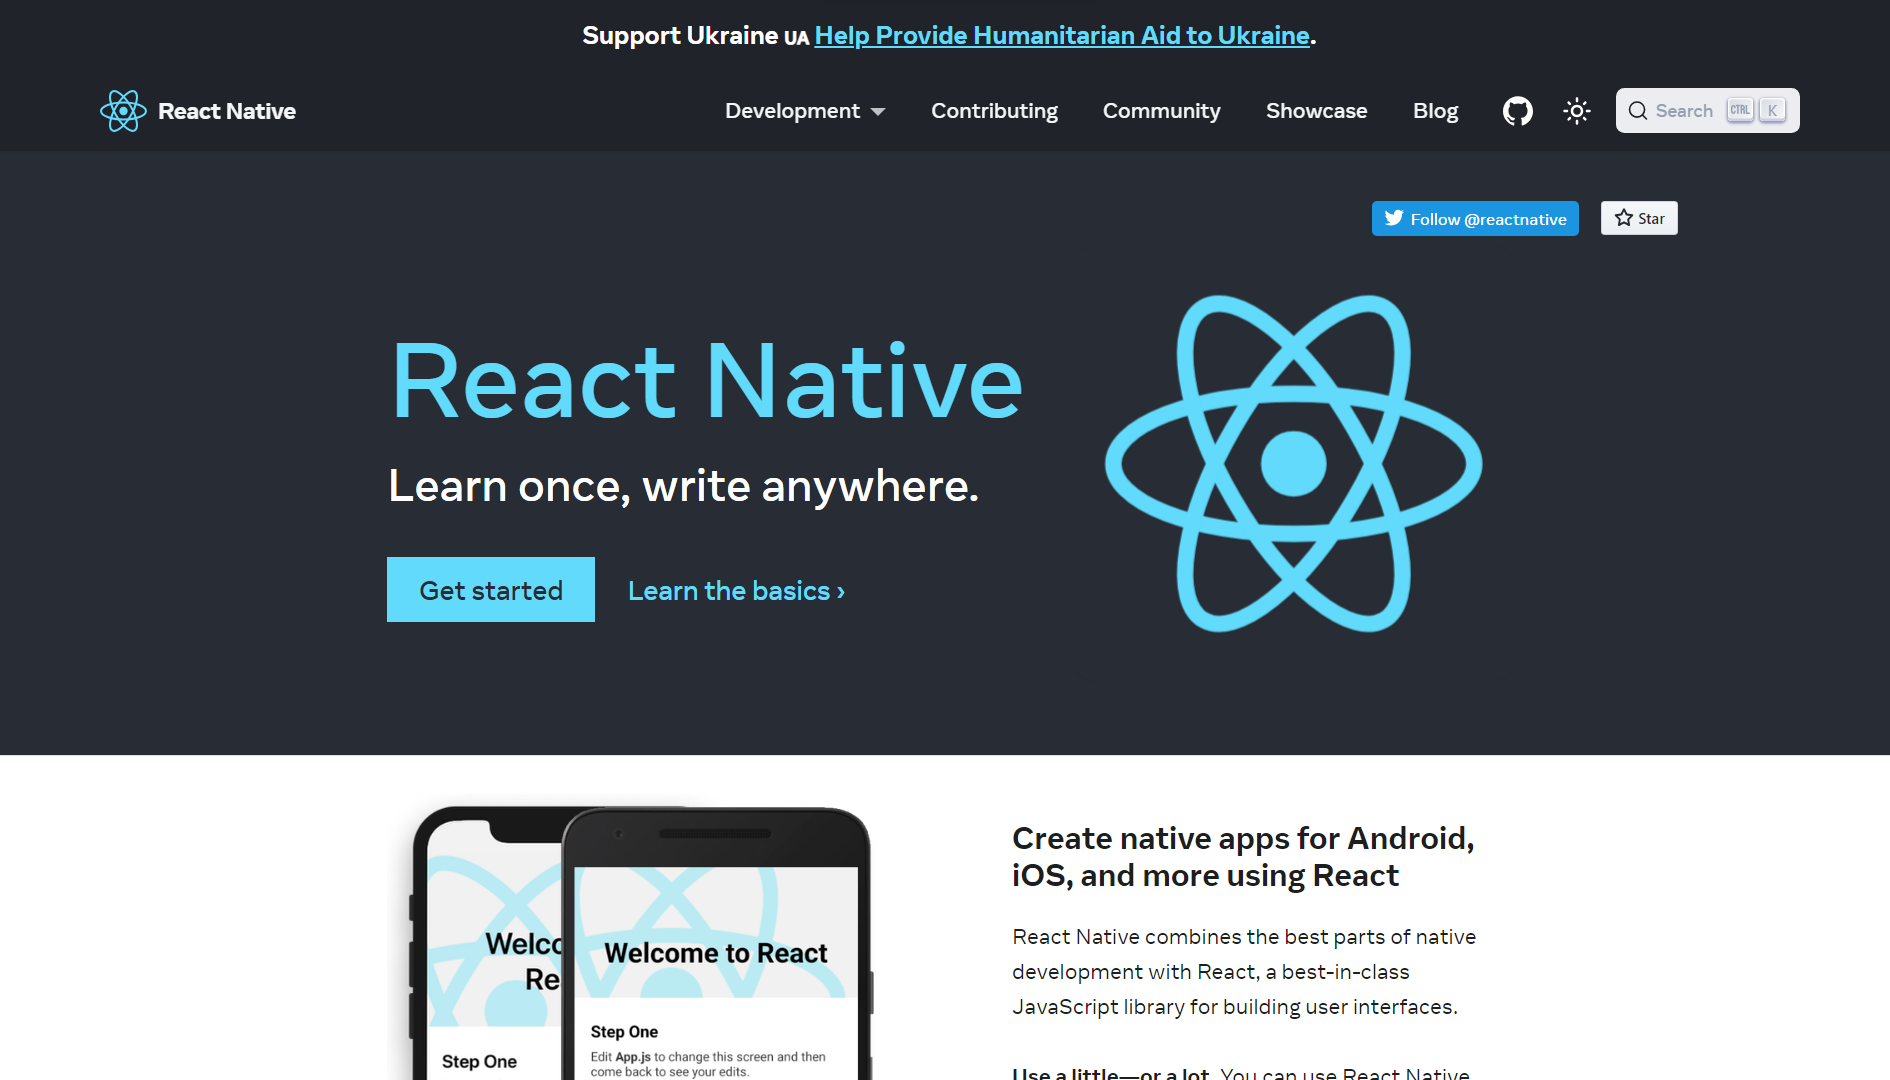 Support Ukraine UA Help Provide Humanitarian Aid to Ukraine.
React Native
Development
Contributing
Community
Showcase
Blog
Search
CTRL
K
Follow @reactnative
Star
React Native
Learn once, write anywhere.
Get started
Learn the basics ›
Create native apps for Android,
iOS, and more using React
React Native combines the best parts of native
development with React, a best-in-class
JavaScript library for building user interfaces.
Use a little—or a lot. You can use React Native
Step One
Welcome to React
Step One
Edit App.js to change this screen and then
come back to see your edits.